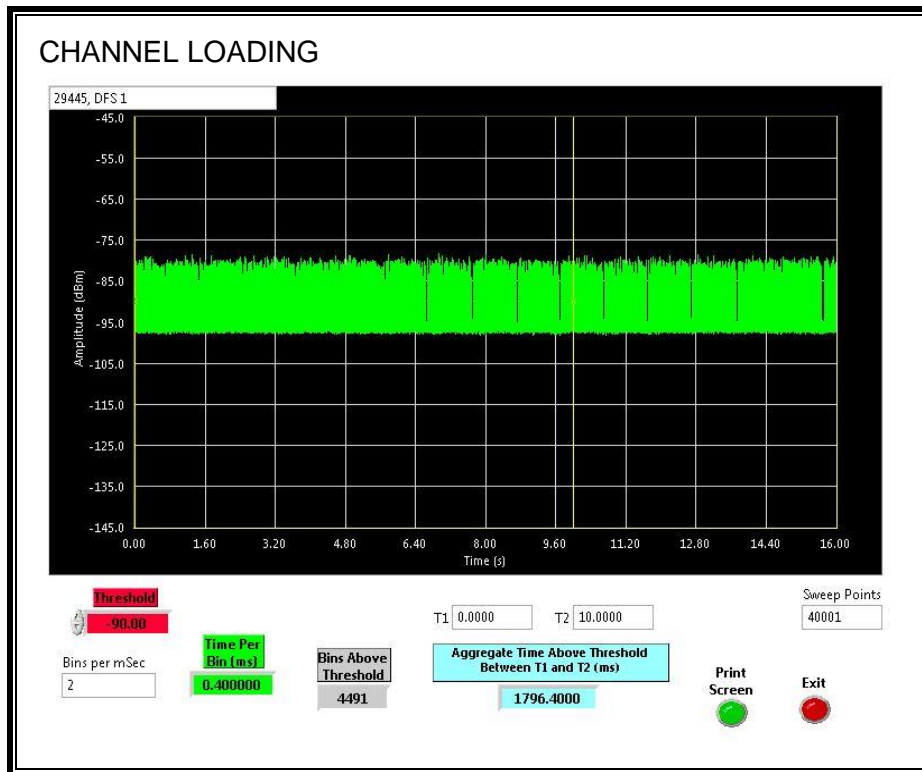 CHANNEL LOADING
29445, DFS 1
-45.0
-55.0
-65.0
-75.0
-85.0
-95.0
-105.0
-115.0
-125.0
-135.0
-145.0
Amplitude (dBm)
0.00 1.60 3.20 4.80 6.40 8.00 9.60 11.20 12.80 14.40 16.00
Time (s)
Threshold
-90.00
Bins per mSec
2
Time Per
Bin (ms)
0.400000
Bins Above
Threshold
4491
T1 0.0000 T2 10.0000
Aggregate Time Above Threshold
Between T1 and T2 (ms)
1796.4000
Sweep Points
40001
Print
Screen
Exit